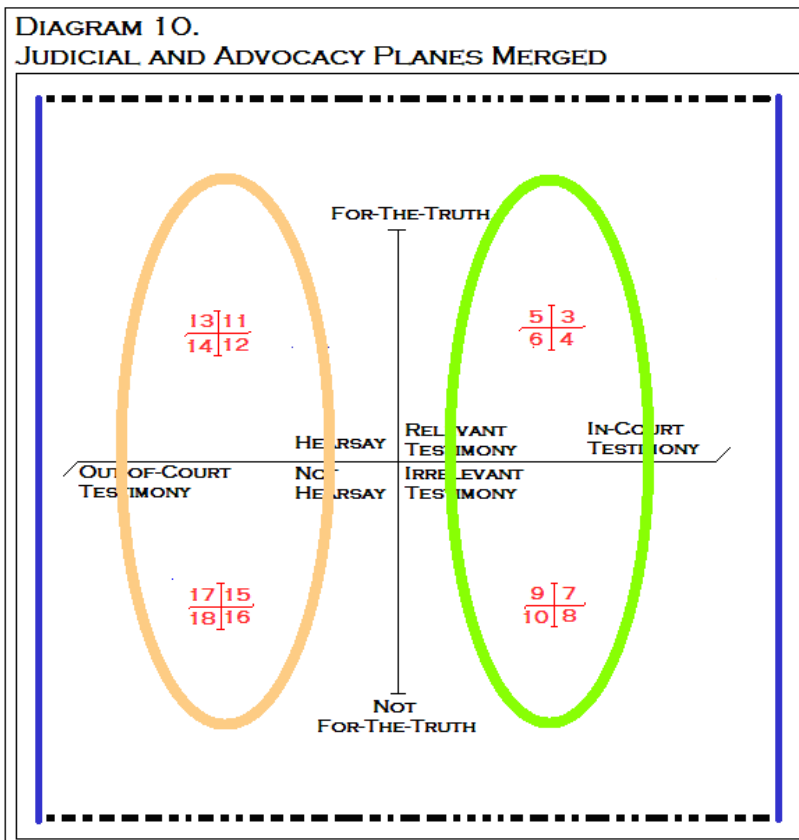 DIAGRAM 10.
JUDICIAL AND ADVOCACY PLANES MERGED
FOR-THE-TRUTH
13 11
14 12
5 3
6 4
HEARSAY
RELEVANT
TESTIMONY
IN-COURT
TESTIMONY
OUT-OF-COURT
TESTIMONY
NOT
HEARSAY
IRRELEVANT
TESTIMONY
17 15
18 16
9 7
10 8
NOT
FOR-THE-TRUTH